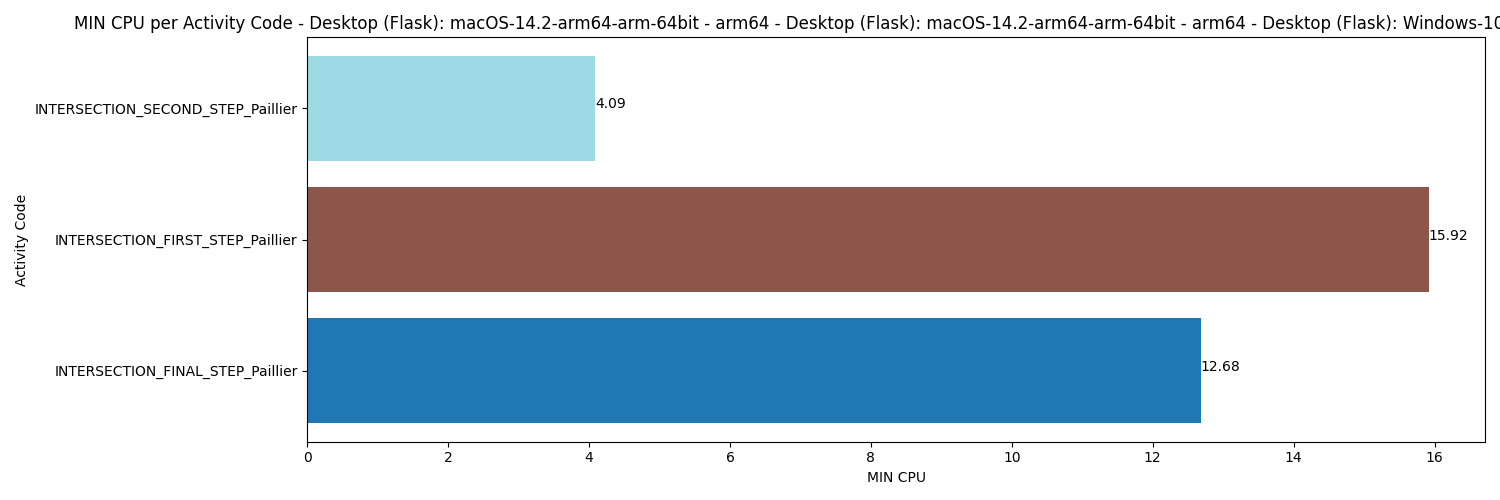 MIN CPU per Activity Code - Desktop (Flask): macOS-14.2-arm64-arm-64bit - arm64 - Desktop (Flask): macOS-14.2-arm64-arm-64bit - arm64 - Desktop (Flask): Windows-10
INTERSECTION_SECOND_STEP_Paillier
4.09
Activity Code
INTERSECTION_FIRST_STEP_Paillier
15.92
INTERSECTION_FINAL_STEP_Paillier
12.68
0 2 4 6 8 10 12 14 16
MIN CPU